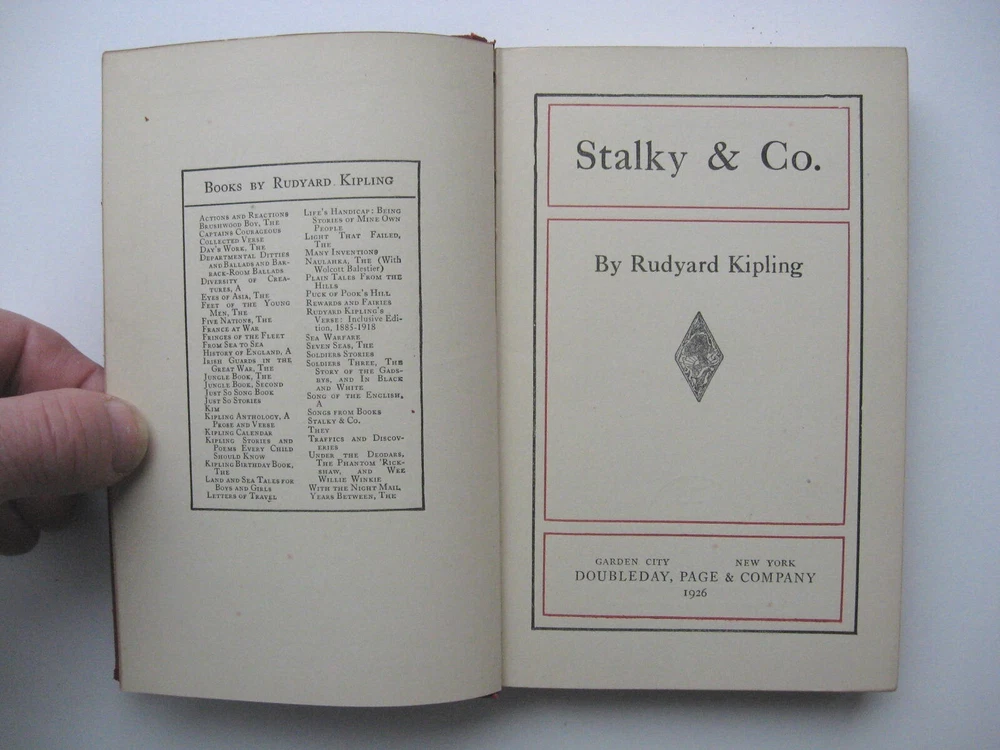 Books by Rudyard Kipling
Actions and Reactions
Brushwood Boy, The
Captains Courageous
Collected Verse
Day's Work, The
Departmental Ditties
and Ballads and Bar-
rack-Room Ballads
Diversity of Crea-
tures, A
Eyes of Asia, The
Feet of the Young
Men, The
Five Nations, The
France at War
Fringes of the Fleet
From Sea to Sea
History of England, A
Irish Guards in the
Great War, The
Jungle Book, The
Jungle Book, Second
Just So Song Book
Just So Stories
Kim
Kipling Anthology, A
Prose and Verse
Kipling Calendar
Kipling Stories and
Poems Every Child
Should Know
Kipling Birthday Book,
The
Land and Sea Tales for
Boys and Girls
Letters of Travel
Life's Handicap: Being
Stories of Mine Own
People
Light That Failed,
The
Many Inventions
Naulahka, The (With
Wolcott Balestier)
Plain Tales From the
Hills
Puck of Pook's Hill
Rewards and Fairies
Rudyard Kipling's
Verse: Inclusive Edi-
tion, 1885-1918
Sea Warfare
Seven Seas, The
Soldiers Stories
Soldiers Three, The
Story of the Gads-
bys, and In Black
and White
Song of the English,
A
Songs from Books
Stalky & Co.
They
Traffics and Discov-
eries
Under the Deodars,
The Phantom 'Rick-
shaw, and Wee
Willie Winkie
With the Night Mail
Years Between, The
Stalky & Co.
By Rudyard Kipling
GARDEN CITY NEW YORK
DOUBLEDAY, PAGE & COMPANY
1926